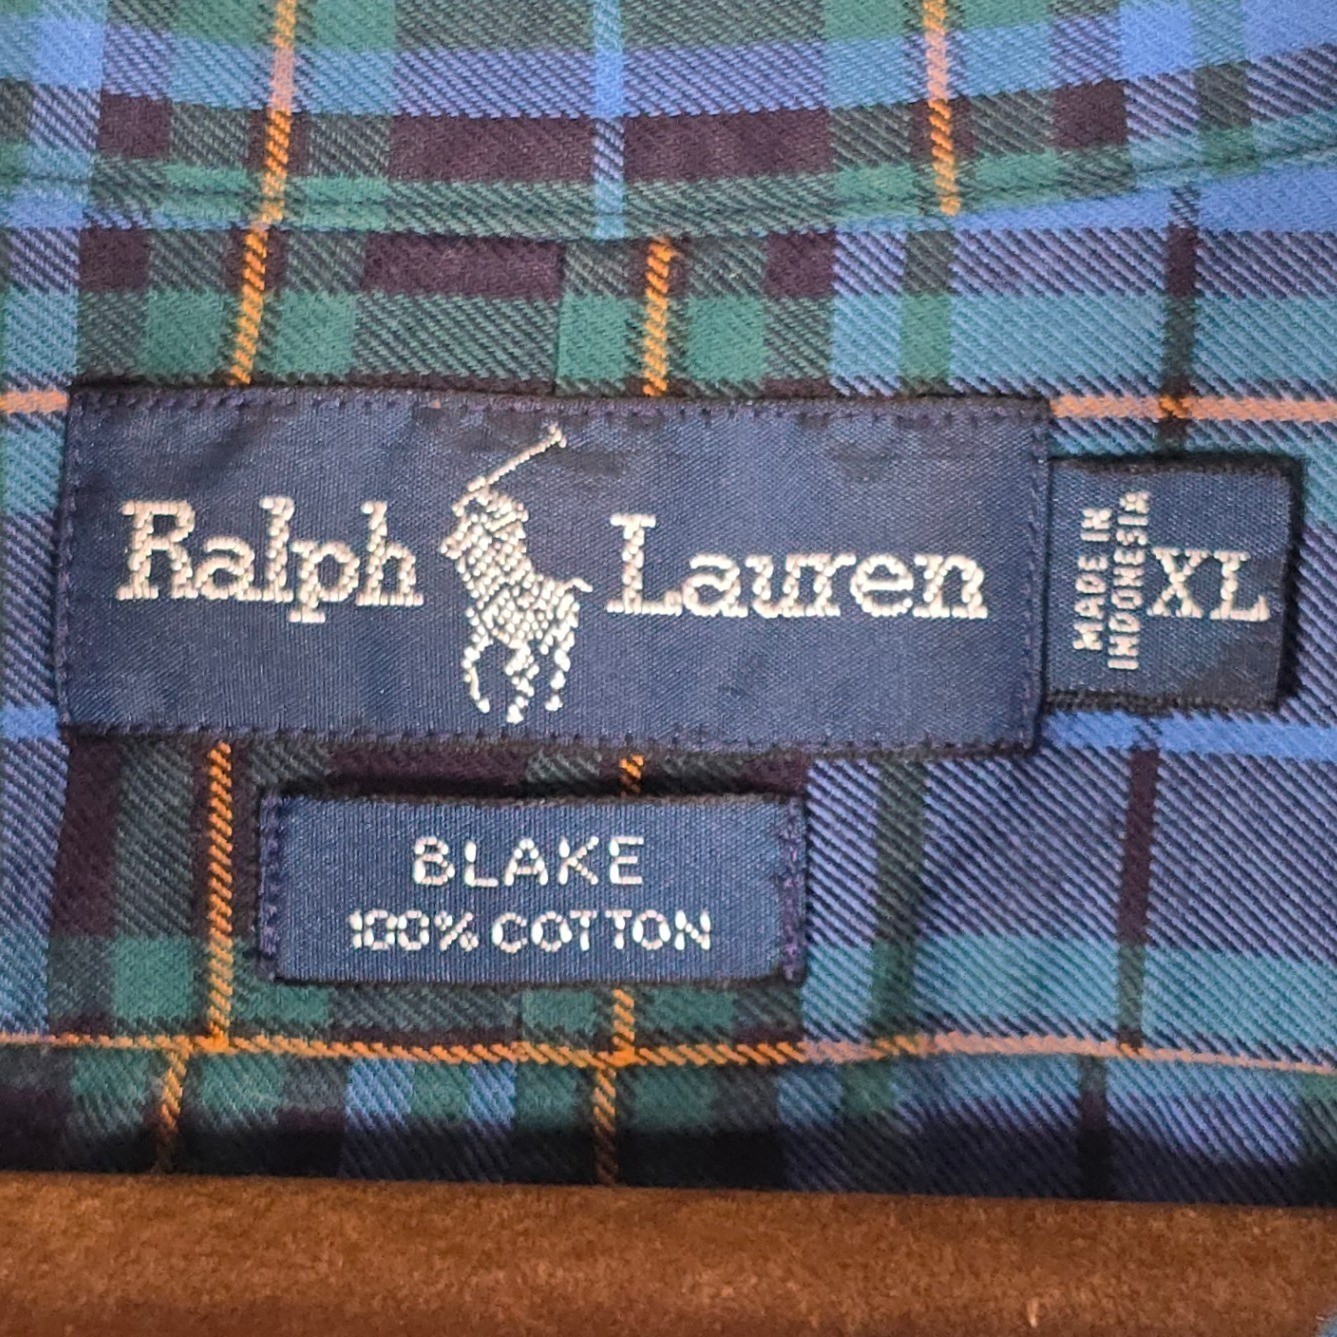 Ralph Lauren
MADE IN
INDONESIA
XL
BLAKE
100% COTTON